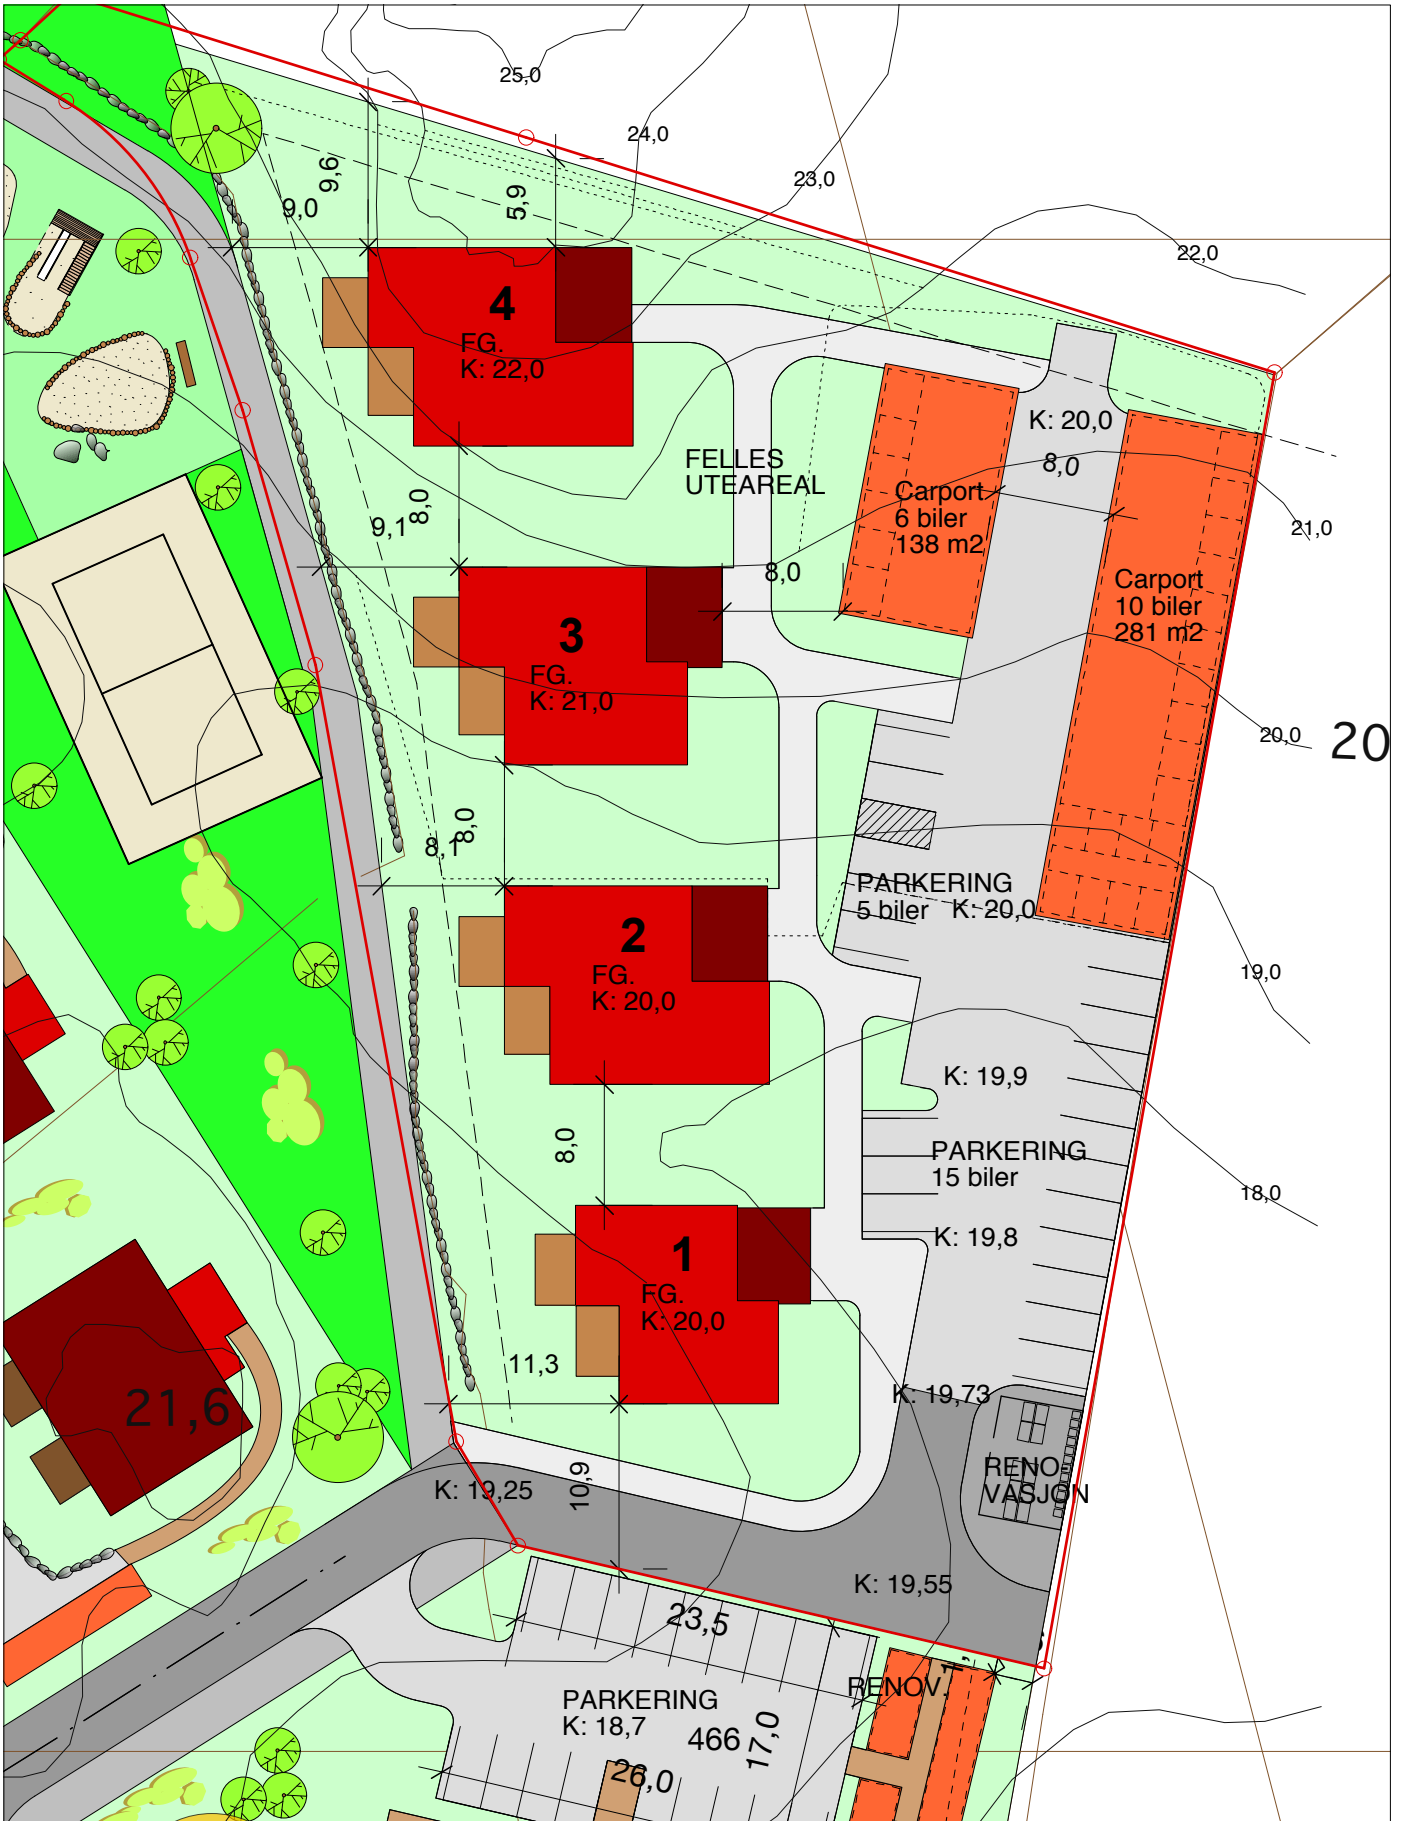 25,0
24,0
9,6
23,0
5,9
9,0
22,0
4
FG.
K: 22,0
K: 20,0
FELLES
UTEAREAL
8,0
Carport
6 biler
138 m2
8,0
9,1
21,0
8,0
Carport
10 biler
281 m2
3
FG.
K: 21,0
20,0
20
8,0
8,1
PARKERING
5 biler
K: 20,0
2
FG.
K: 20,0
19,0
K: 19,9
8,0
PARKERING
15 biler
18,0
K: 19,8
1
FG.
K: 20,0
11,3
K: 19,73
21,6
RENO-
VASJON
K: 19,25
10,9
K: 19,55
23,5
RENOV.
PARKERING
K: 18,7
466
17,0
26,0